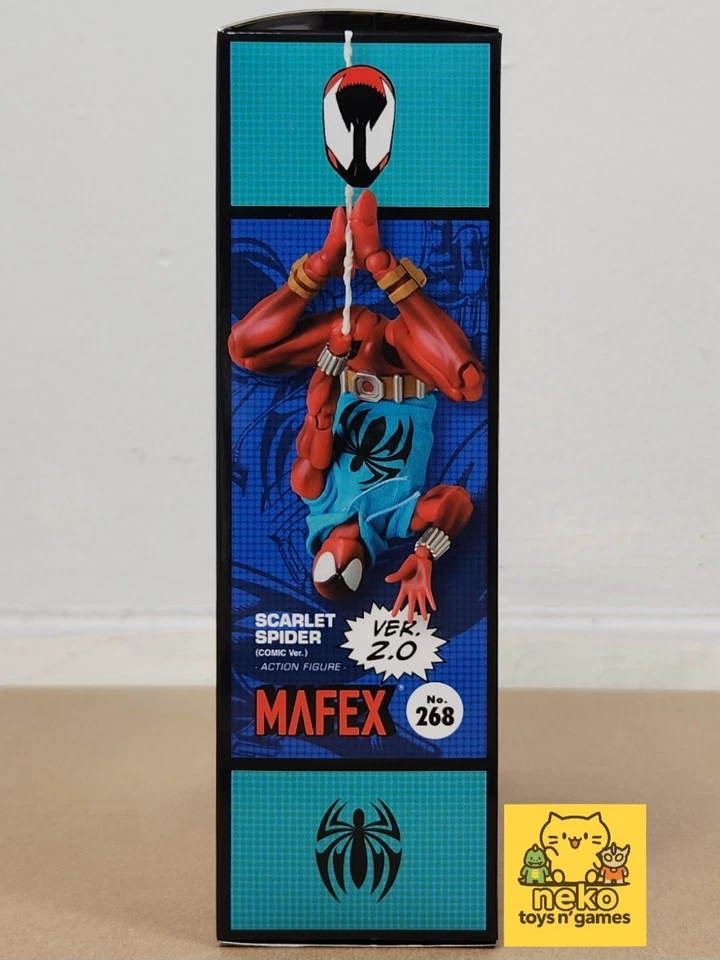 SCARLET
SPIDER
(COMIC Ver.)
- ACTION FIGURE -
VER.
2.0
MAFEX®
No.
268
neko
toys n' games